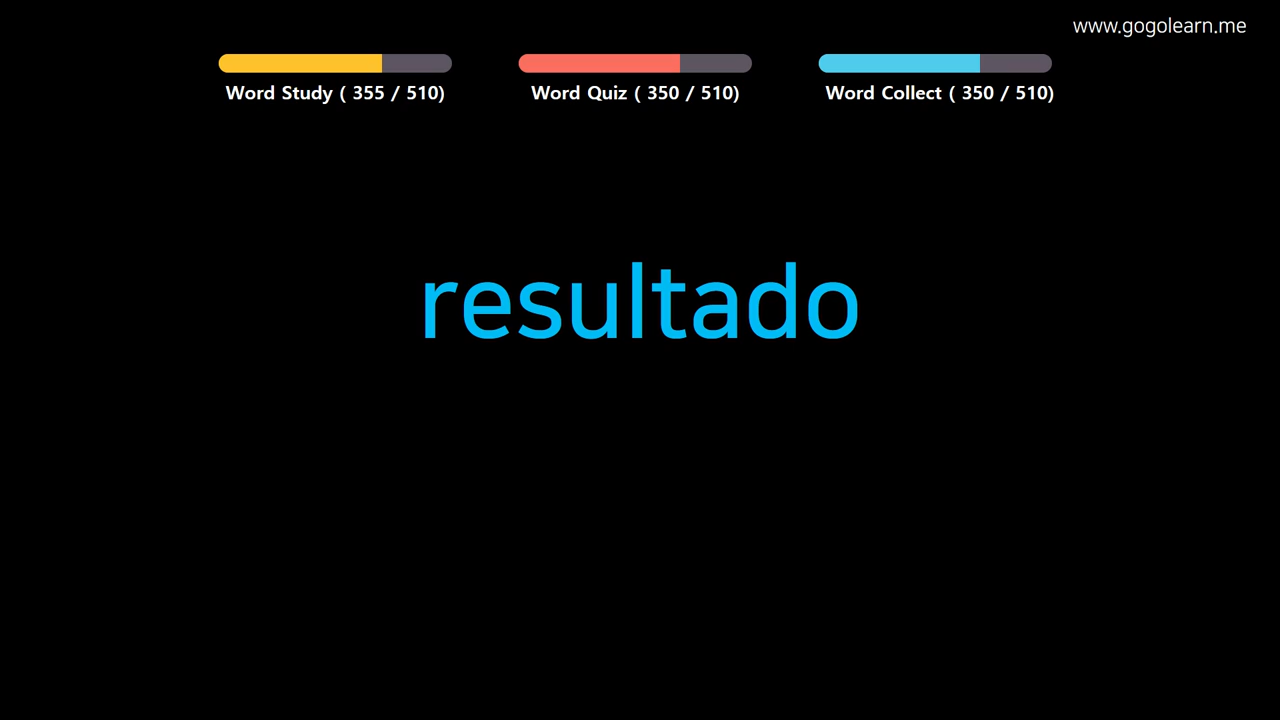 www.gogolearn.me
Word Study ( 355 / 510)
Word Quiz ( 350 / 510)
Word Collect ( 350 / 510)
resultado